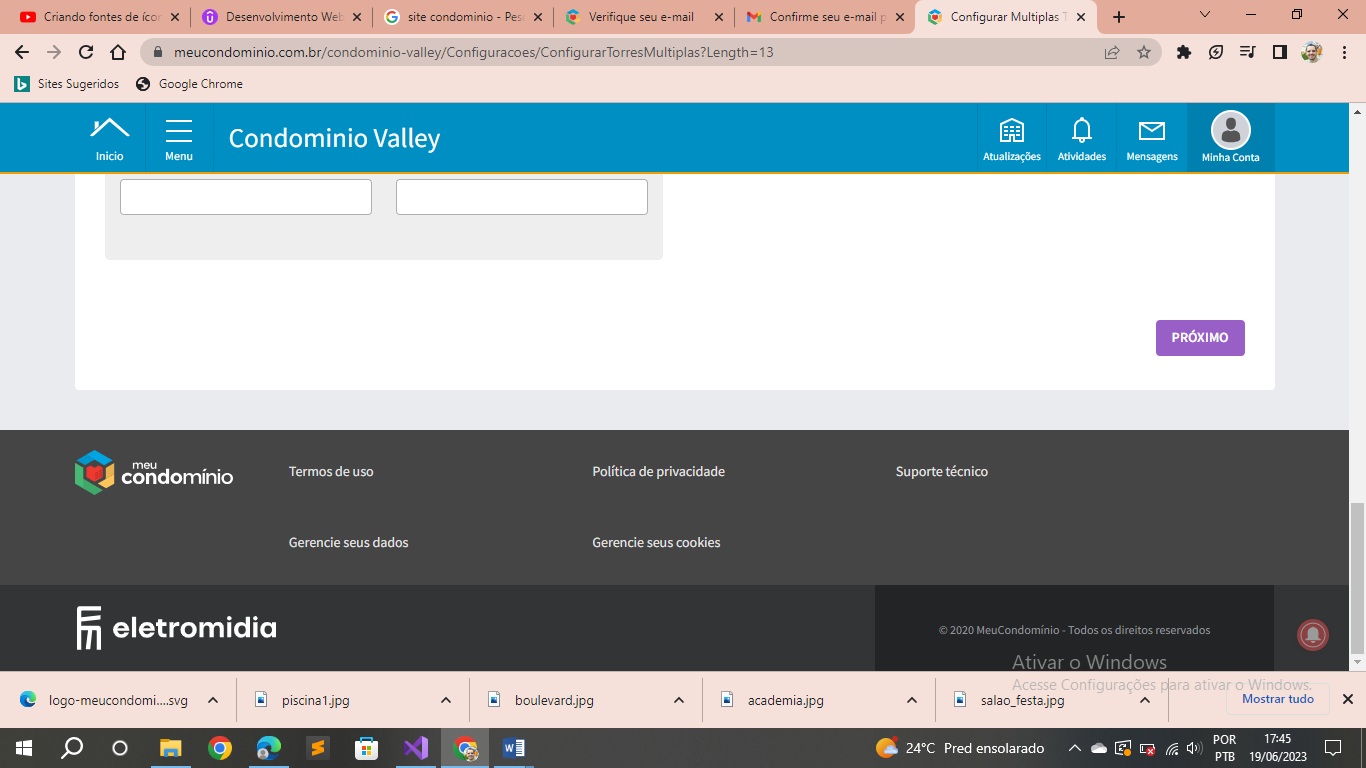 Criando fontes de ícor
Desenvolvimento Web
site condominio - Peso
Verifique seu e-mail
Confirme seu e-mail p
Configurar Multiplas T
meucondominio.com.br/condominio-valley/Configuracoes/ConfigurarTorresMultiplas?Length=13
Sites Sugeridos
Google Chrome
Inicio
Menu
Condominio Valley
Atualizações
Atividades
Mensagens
Minha Conta
PRÓXIMO
meu
condomínio
Termos de uso
Política de privacidade
Suporte técnico
Gerencie seus dados
Gerencie seus cookies
eletromidia
© 2020 MeuCondomínio - Todos os direitos reservados
Ativar o Windows
Acesse Configurações para ativar o Windows.
logo-meucondomi....svg
piscina1.jpg
boulevard.jpg
academia.jpg
salao_festa.jpg
Mostrar tudo
24°C Pred ensolarado
POR
PTB
17:45
19/06/2023